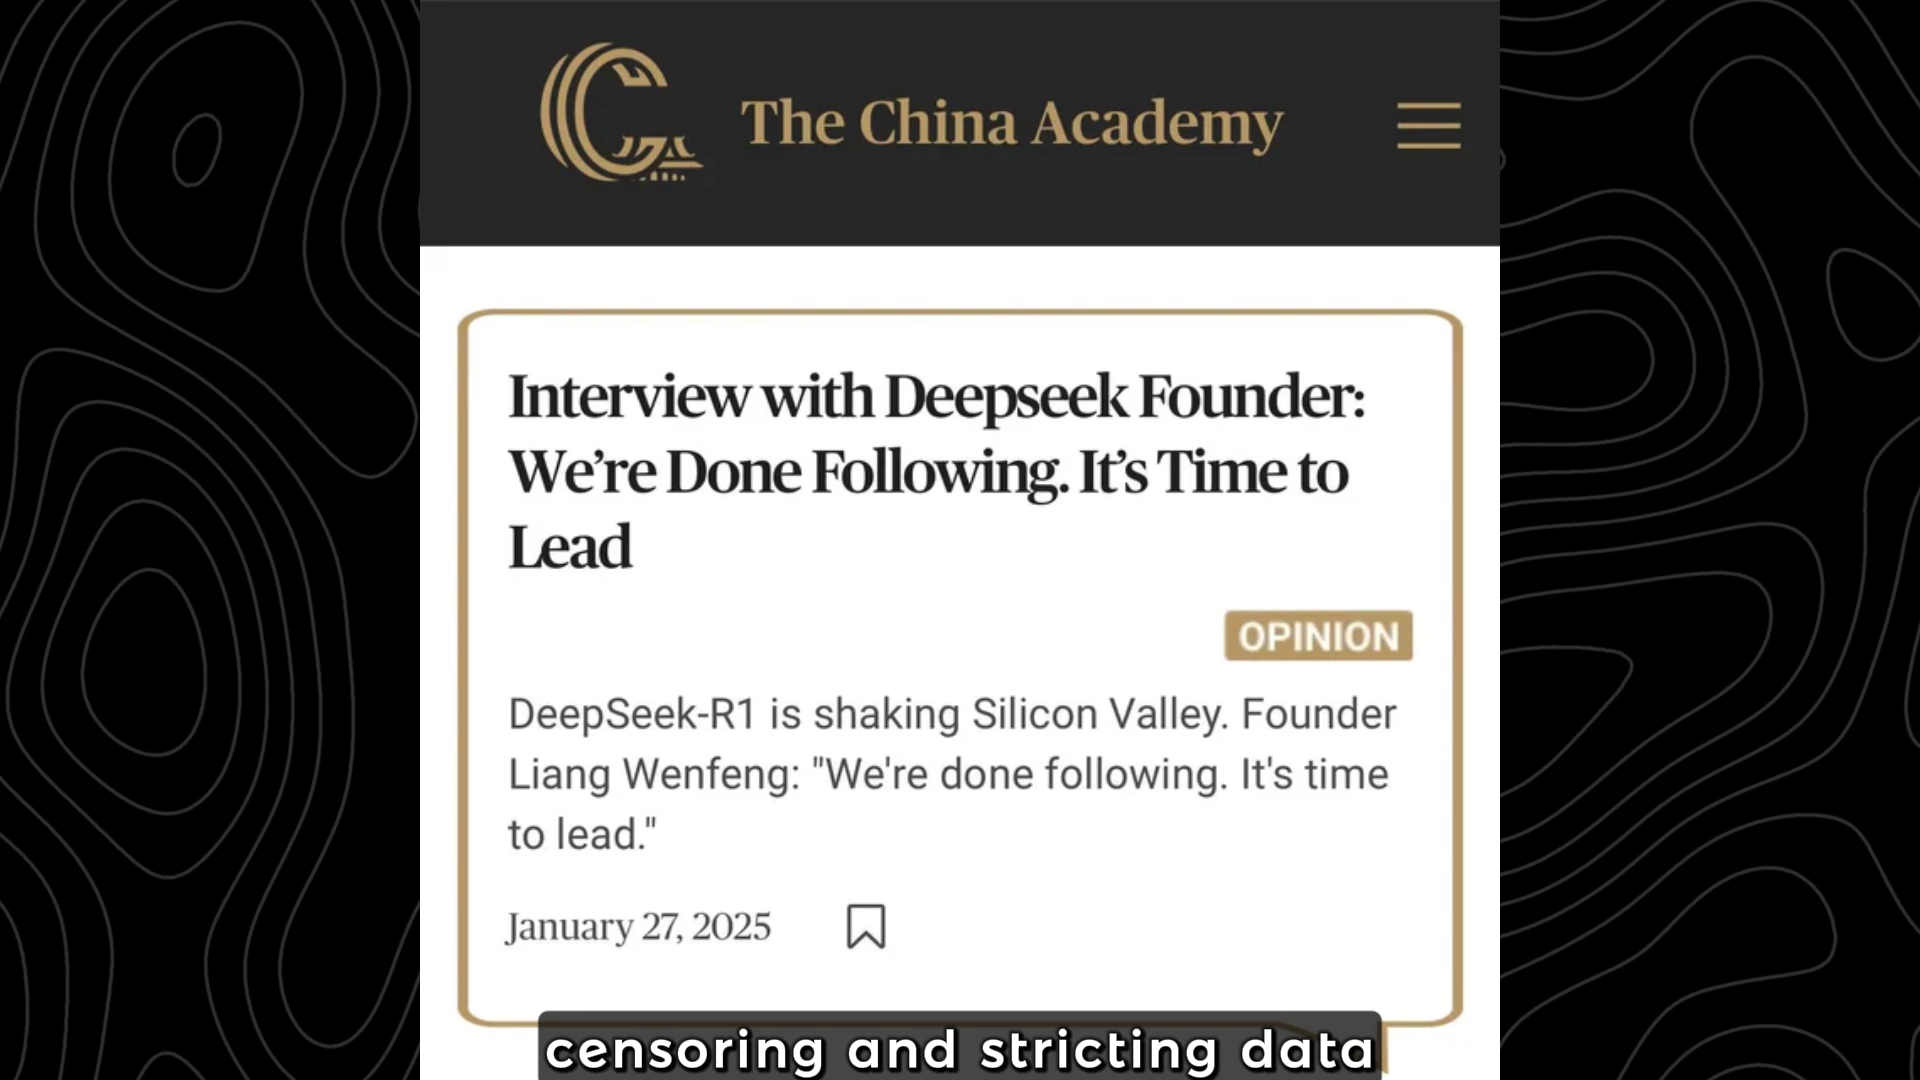 The China Academy
Interview with Deepseek Founder:
We're Done Following. It's Time to
Lead
OPINION
DeepSeek-R1 is shaking Silicon Valley. Founder
Liang Wenfeng: "We're done following. It's time
to lead."
January 27, 2025
censoring and stricting data